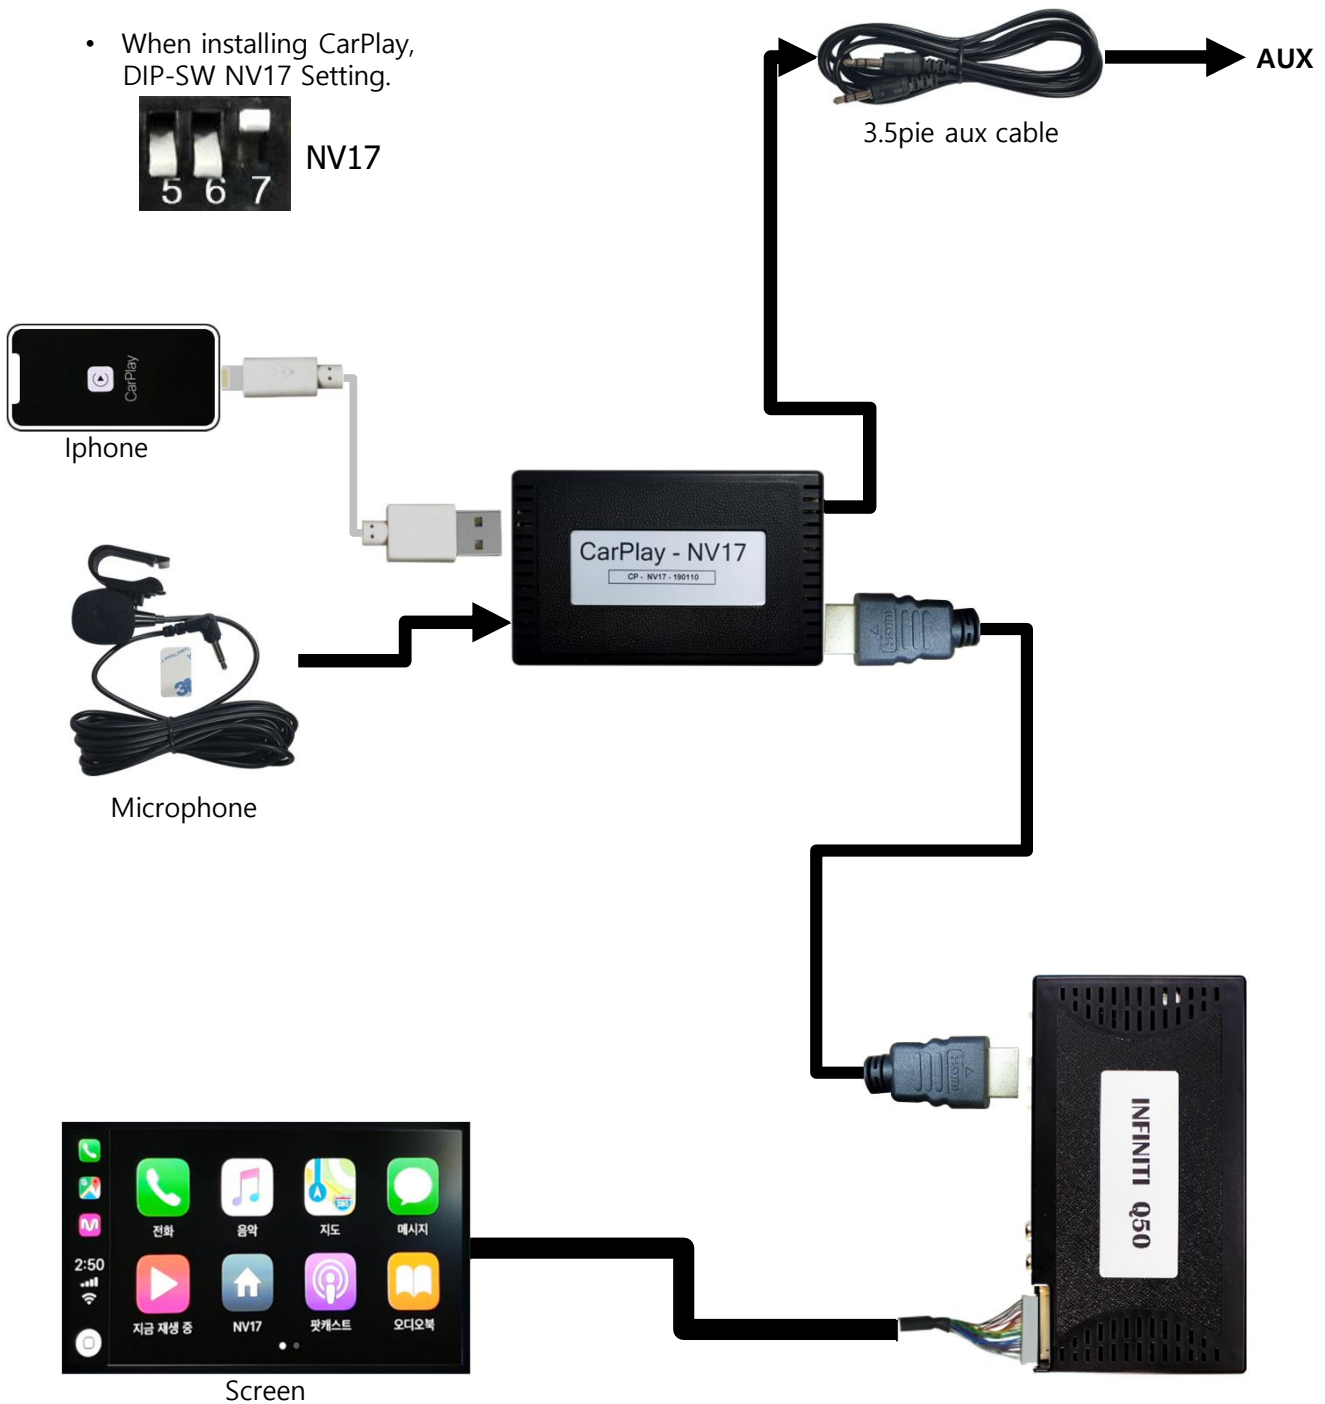 • When installing CarPlay,
DIP-SW NV17 Setting.
5 6 7
NV17
AUX
3.5pie aux cable
CarPlay
Iphone
CarPlay - NV17
CP - NV17 - 190110
HDMI
Microphone
HDMI
INFINITI Q50
전화 음악 지도 메시지
2:50
지금 재생 중 NV17 팟캐스트 오디오북
Screen